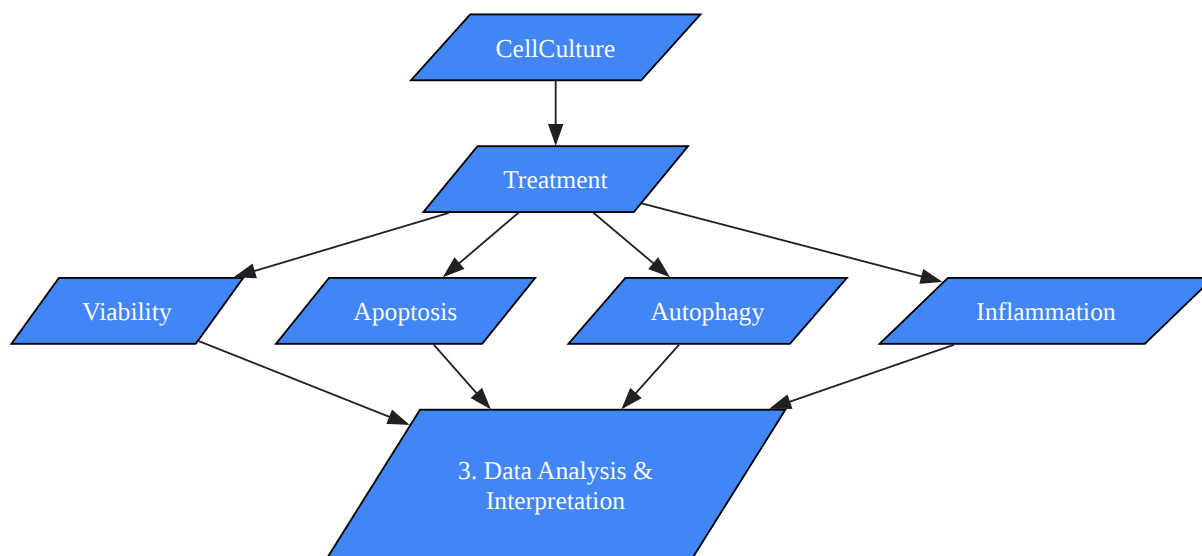 CellCulture
Treatment
Viability
Apoptosis
Autophagy
Inflammation
3. Data Analysis &
Interpretation